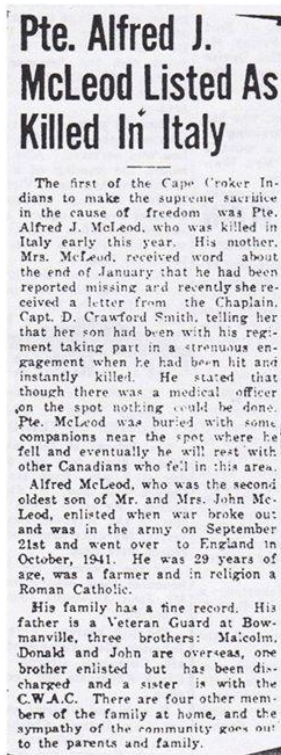 Pte. Alfred J.
McLeod Listed As
Killed In Italy
The first of the Cape Croker In-
dians to make the supreme sacrifice
in the cause of freedom was Pte.
Alfred J. McLeod, who was killed in
Italy early this year. His mother,
Mrs. McLeod, received word about
the end of January that he had been
reported missing and recently she re-
ceived a letter from the Chaplain,
Capt. D. Crawford Smith, telling her
that her son had been with his regi-
ment taking part in a strenuous en-
gagement when he had been hit and
instantly killed. He stated that
though there was a medical officer
on the spot nothing could be done.
Pte. McLeod was buried with some
companions near the spot where he
fell and eventually he will rest with
other Canadians who fell in this area.
Alfred McLeod, who was the second
oldest son of Mr. and Mrs. John Mc-
Leod, enlisted when war broke out
and was in the army on September
21st and went over to England in
October, 1941. He was 29 years of
age, was a farmer and in religion a
Roman Catholic.
His family has a fine record. His
father is a Veteran Guard at Bow-
manville, three brothers: Malcolm,
Donald and John are overseas, one
brother enlisted but has been dis-
charged and a sister is with the
C.W.A.C. There are four other mem-
bers of the family at home, and the
sympathy of the community goes out
to the parents and family.